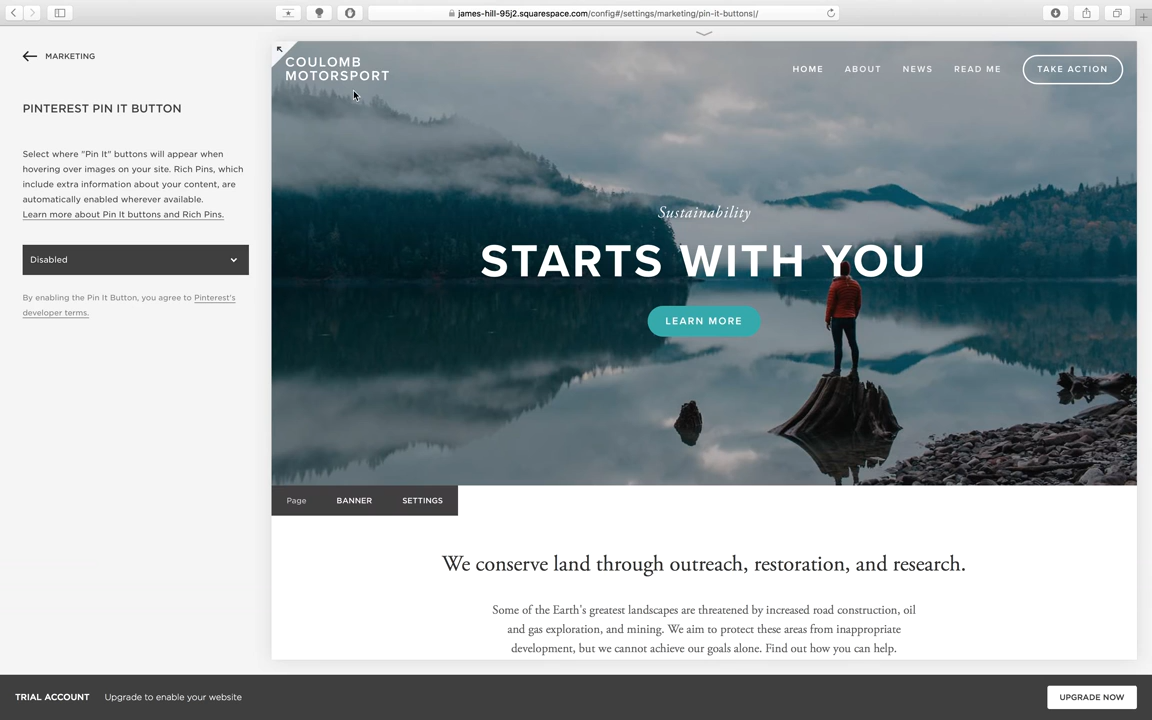 james-hill-95j2.squarespace.com/config#/settings/marketing/pin-it-buttons|/
MARKETING
PINTEREST PIN IT BUTTON
Select where "Pin It" buttons will appear when
hovering over images on your site. Rich Pins, which
include extra information about your content, are
automatically enabled wherever available.
Learn more about Pin It buttons and Rich Pins.
Disabled
By enabling the Pin It Button, you agree to Pinterest's
developer terms.
COULOMB
MOTORSPORT
HOME ABOUT NEWS READ ME TAKE ACTION
Sustainability
STARTS WITH YOU
LEARN MORE
Page BANNER SETTINGS
We conserve land through outreach, restoration, and research.
Some of the Earth's greatest landscapes are threatened by increased road construction, oil
and gas exploration, and mining. We aim to protect these areas from inappropriate
development, but we cannot achieve our goals alone. Find out how you can help.
TRIAL ACCOUNT Upgrade to enable your website UPGRADE NOW